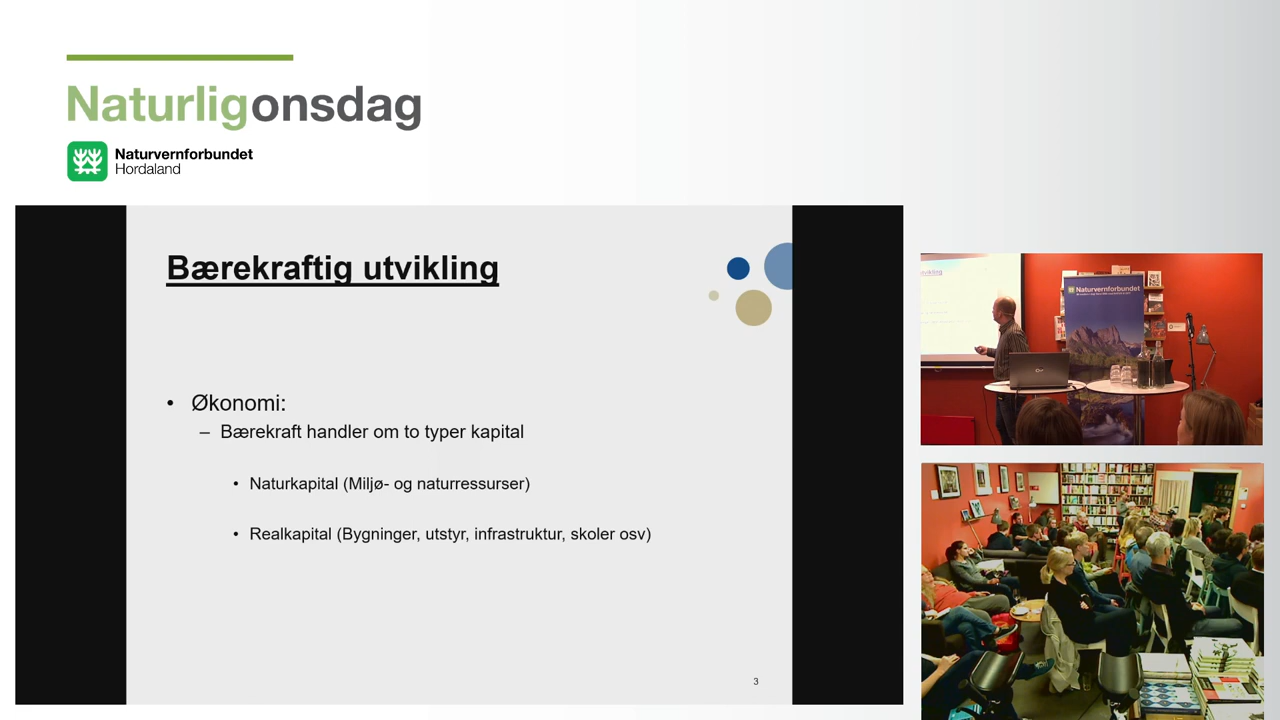 Naturligonsdag
Naturvernforbundet
Hordaland
Bærekraftig utvikling
• Økonomi:
– Bærekraft handler om to typer kapital
• Naturkapital (Miljø- og naturressurser)
• Realkapital (Bygninger, utstyr, infrastruktur, skoler osv)
3
Naturvernforbundet